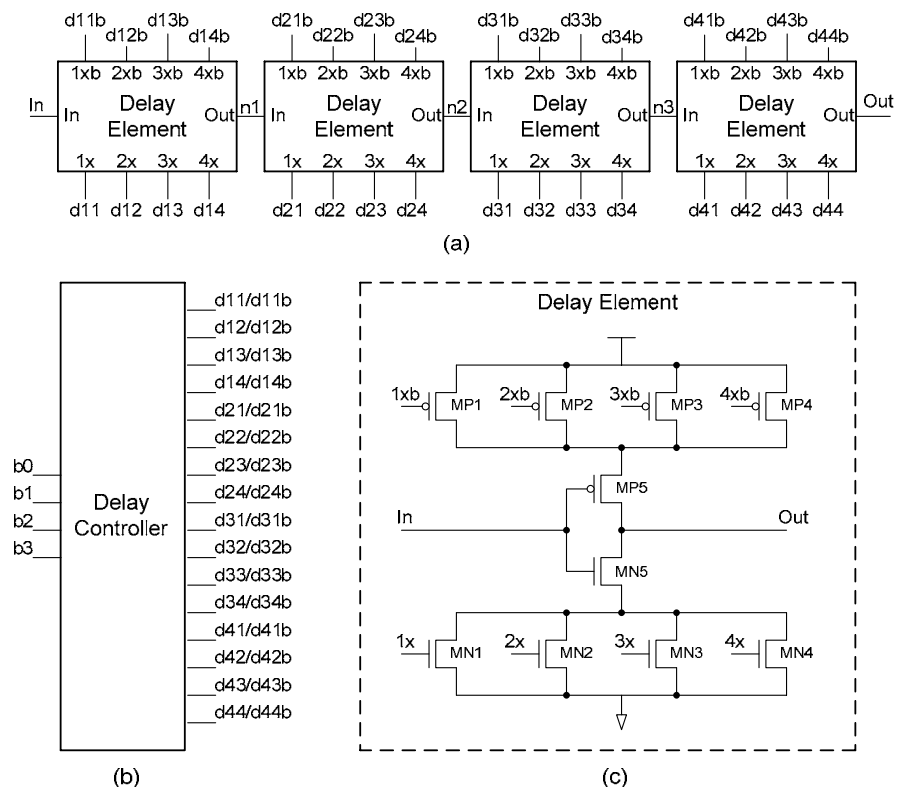 d11b d12b d13b d14b d21b d22b d23b d24b d31b d32b d33b d34b d41b d42b d43b d44b
1xb 2xb 3xb 4xb 1xb 2xb 3xb 4xb 1xb 2xb 3xb 4xb 1xb 2xb 3xb 4xb
In In Delay Element Out n1 In Delay Element Out n2 In Delay Element Out n3 In Delay Element Out Out
1x 2x 3x 4x 1x 2x 3x 4x 1x 2x 3x 4x 1x 2x 3x 4x
d11 d12 d13 d14 d21 d22 d23 d24 d31 d32 d33 d34 d41 d42 d43 d44
(a)
b0
b1
b2
b3
Delay
Controller
d11/d11b
d12/d12b
d13/d13b
d14/d14b
d21/d21b
d22/d22b
d23/d23b
d24/d24b
d31/d31b
d32/d32b
d33/d33b
d34/d34b
d41/d41b
d42/d42b
d43/d43b
d44/d44b
(b)
Delay Element
1xb MP1 2xb MP2 3xb MP3 4xb MP4
MP5
In Out
MN5
1x MN1 2x MN2 3x MN3 4x MN4
(c)